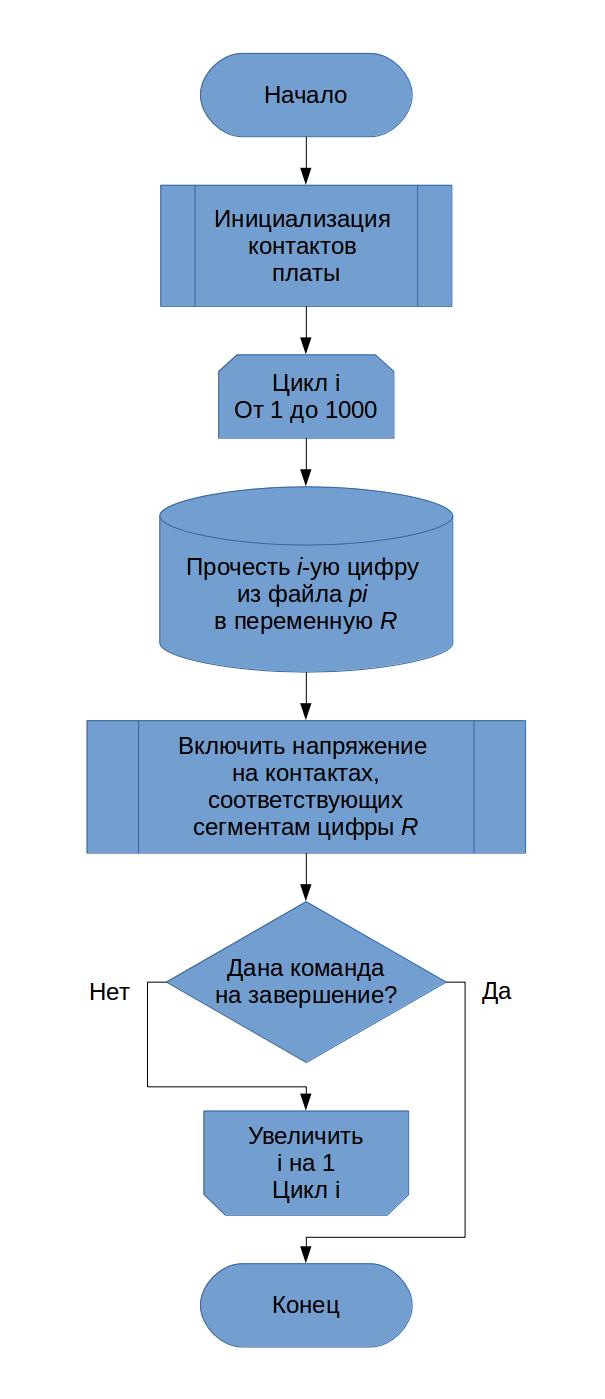 Начало
Инициализация
контактов
платы
Цикл i
От 1 до 1000
Прочесть i-ую цифру
из файла pi
в переменную R
Включить напряжение
на контактах,
соответствующих
сегментам цифры R
Дана команда
на завершение?
Нет
Да
Увеличить
i на 1
Цикл i
Конец